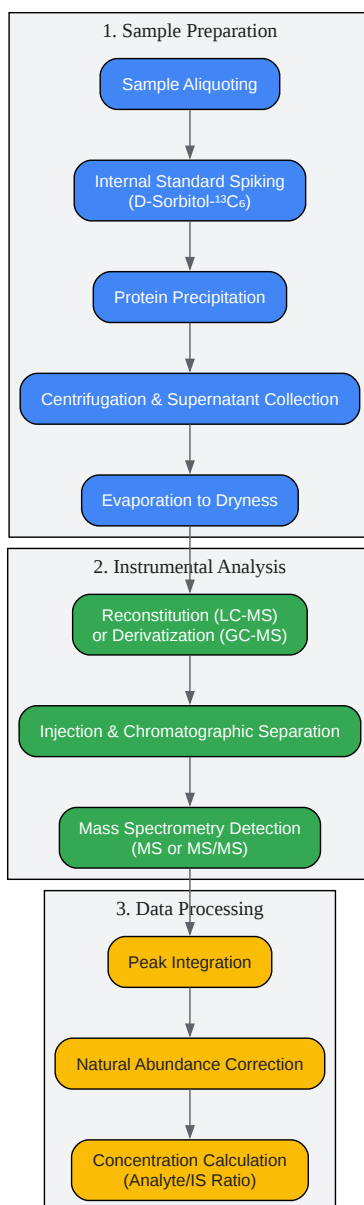 1. Sample Preparation
Sample Aliquoting
Internal Standard Spiking
(D-Sorbitol-¹³C₆)
Protein Precipitation
Centrifugation & Supernatant Collection
Evaporation to Dryness
2. Instrumental Analysis
Reconstitution (LC-MS)
or Derivatization (GC-MS)
Injection & Chromatographic Separation
Mass Spectrometry Detection
(MS or MS/MS)
3. Data Processing
Peak Integration
Natural Abundance Correction
Concentration Calculation
(Analyte/IS Ratio)